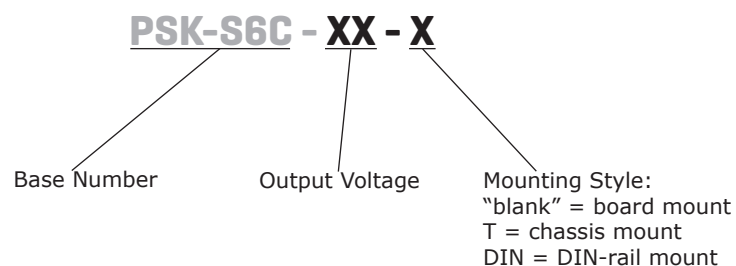 PSK-S6C - XX - X
Base Number
Output Voltage
Mounting Style:
“blank” = board mount
T = chassis mount
DIN = DIN-rail mount